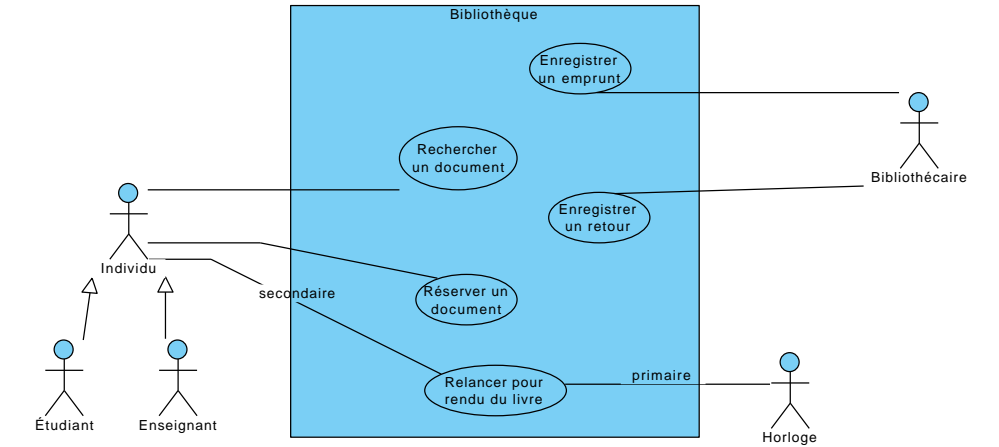 Bibliothèque
Enregistrer
un emprunt
Rechercher
un document
Bibliothécaire
Enregistrer
un retour
Individu
secondaire
Réserver un
document
Relancer pour
rendu du livre
primaire
Étudiant
Enseignant
Horloge